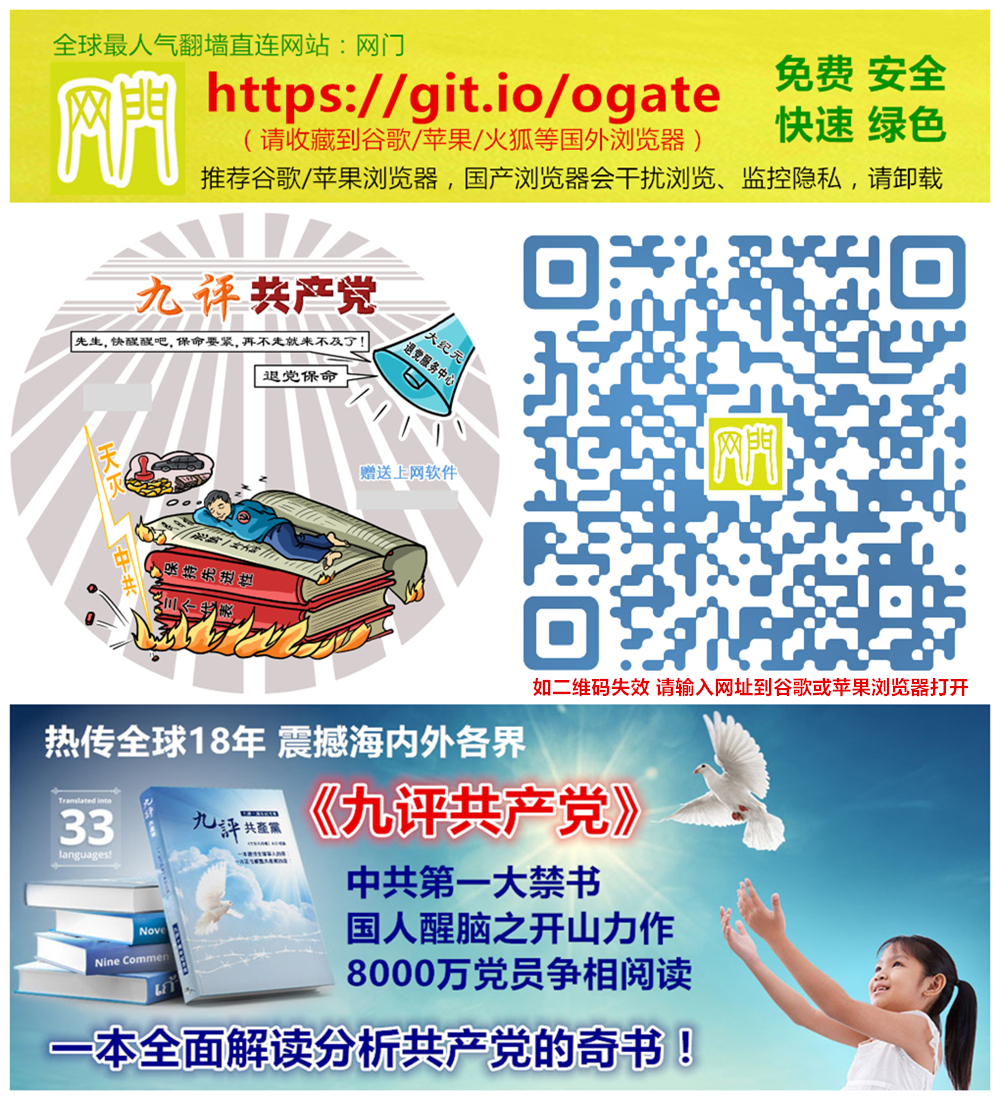 全球最人气翻墙直连网站：网门
网門
https://git.io/ogate
（请收藏到谷歌/苹果/火狐等国外浏览器）
推荐谷歌/苹果浏览器，国产浏览器会干扰浏览、监控隐私，请卸载
免费 安全
快速 绿色
九评 共产党
先生，快醒醒吧，保命要紧，再不走就来不及了！
退党保命
大纪元
退党服务中心
天灭
中共
赠送上网软件
保持先进性
三个代表
网門
如二维码失效 请输入网址到谷歌或苹果浏览器打开
热传全球18年 震撼海内外各界
《九评共产党》
Translated into
33
languages!
九評
共產黨
九評 共產黨
Nove
Nine Commen
中共第一大禁书
国人醒脑之开山力作
8000万党员争相阅读
一本全面解读分析共产党的奇书！